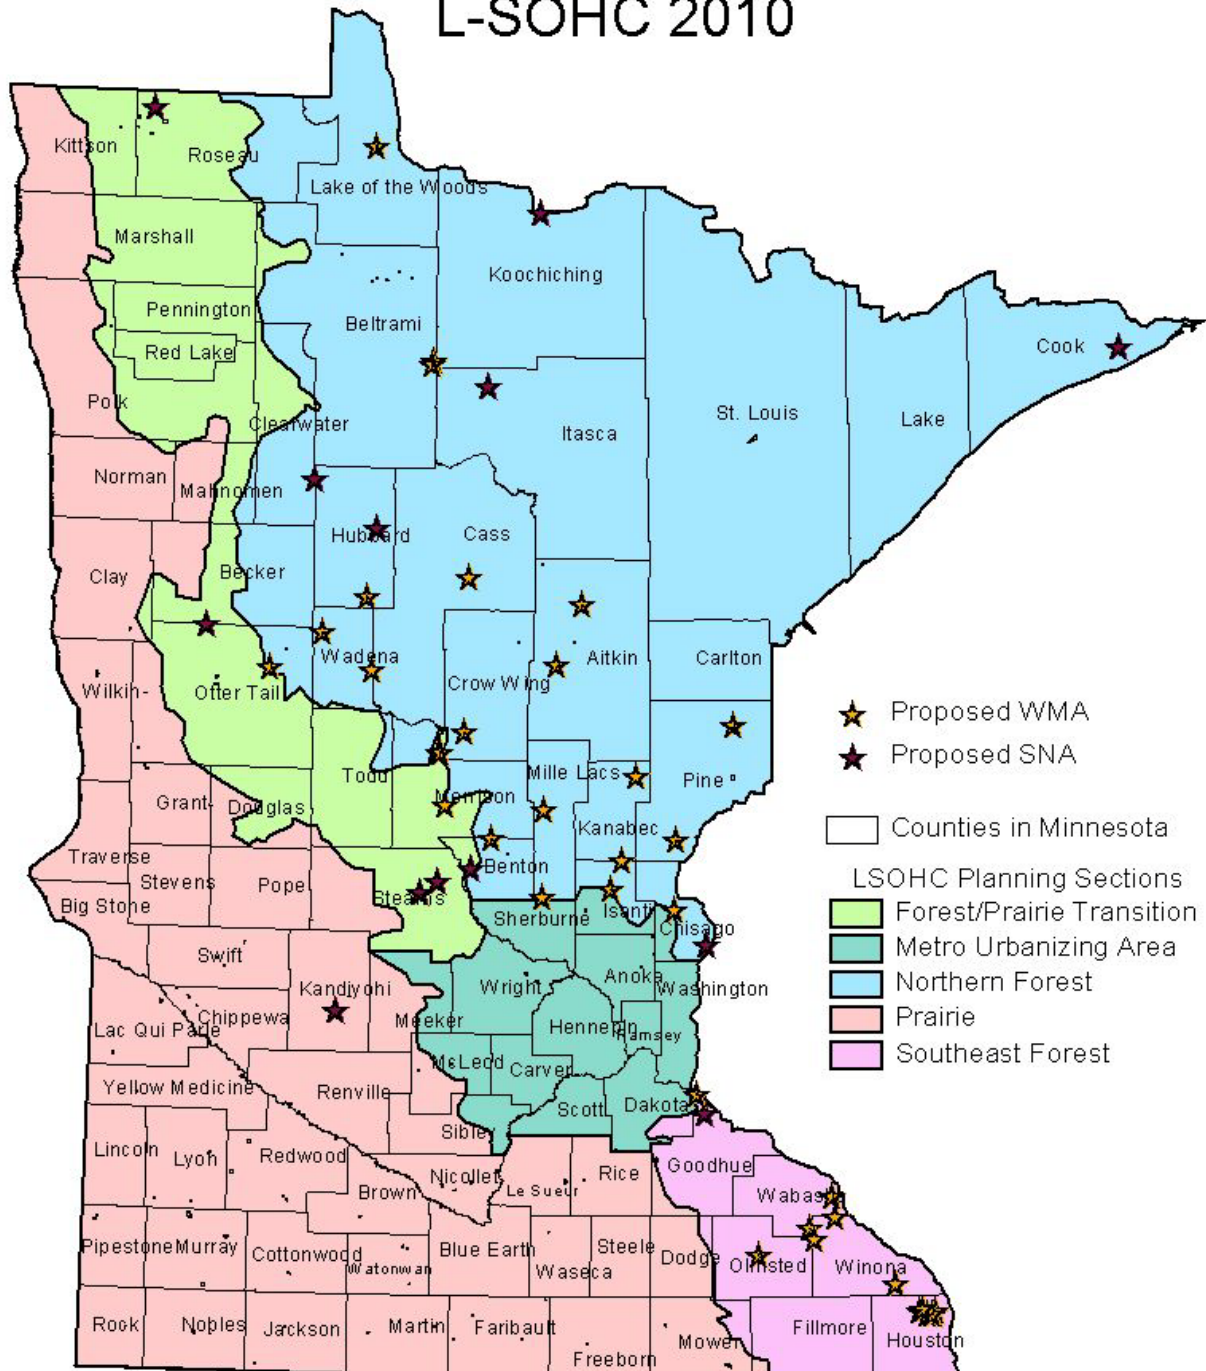 L-SOHC 2010
Kittson
Roseau
Lake of the Woods
Marshall
Koochiching
Pennington
Beltrami
Red Lake
Cook
Polk
Clearwater
St. Louis
Lake
Itasca
Norman
Mahnomen
Hubbard
Cass
Clay
Becker
Wadena
Aitkin
Carlton
Crow Wing
Wilkin-
Otter Tail
Proposed WMA
Proposed SNA
Todd
Mille Lacs
Pine
Grant
Douglas
Morrison
Kanabec
Counties in Minnesota
Traverse
Stevens
Pope
Benton
LSOHC Planning Sections
Big Stone
Stearns
Sherburne
Isanti
Forest/Prairie Transition
Chisago
Metro Urbanizing Area
Swift
Anoka
Northern Forest
Kandiyohi
Wright
Washington
Lac Qui Parle
Chippewa
Meeker
Hennepin
Ramsey
Prairie
McLeod
Carver
Southeast Forest
Yellow Medicine
Renville
Scott
Dakota
Sibley
Lincoln
Lyon
Redwood
Goodhue
Nicollet
Le Sueur
Rice
Brown
Wabasha
Pipestone
Murray
Cottonwood
Watonwan
Blue Earth
Waseca
Steele
Dodge
Olmsted
Winona
Rock
Nobles
Jackson
Martin
Faribault
Freeborn
Mower
Fillmore
Houston